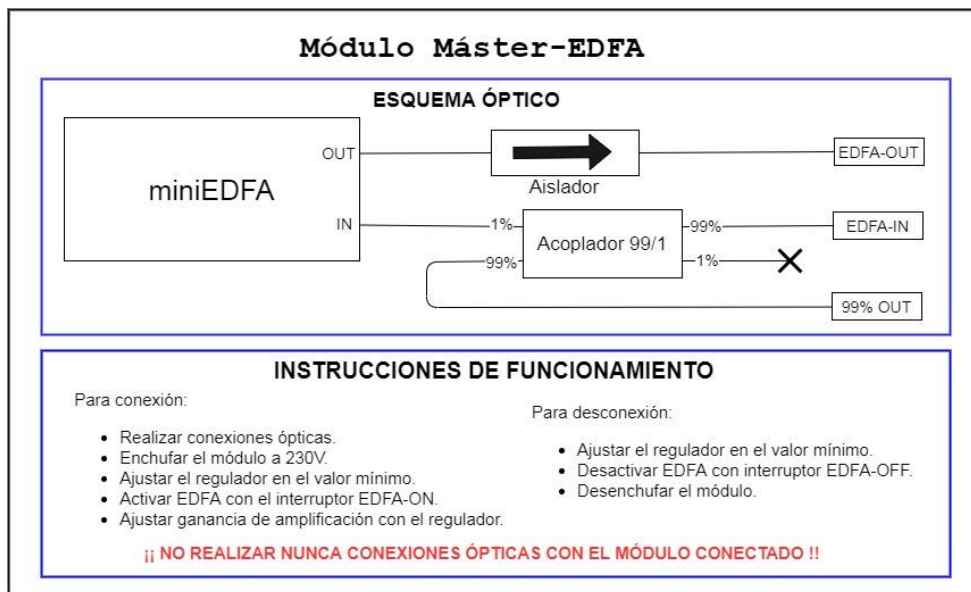 Módulo Máster-EDFA
ESQUEMA ÓPTICO
miniEDFA
OUT
IN
Aislador
EDFA-OUT
1%
99%
Acoplador 99/1
99%
1%
EDFA-IN
99% OUT
INSTRUCCIONES DE FUNCIONAMIENTO
Para conexión:
• Realizar conexiones ópticas.
• Enchufar el módulo a 230V.
• Ajustar el regulador en el valor mínimo.
• Activar EDFA con el interruptor EDFA-ON.
• Ajustar ganancia de amplificación con el regulador.
Para desconexión:
• Ajustar el regulador en el valor mínimo.
• Desactivar EDFA con interruptor EDFA-OFF.
• Desenchufar el módulo.
¡¡ NO REALIZAR NUNCA CONEXIONES ÓPTICAS CON EL MÓDULO CONECTADO !!